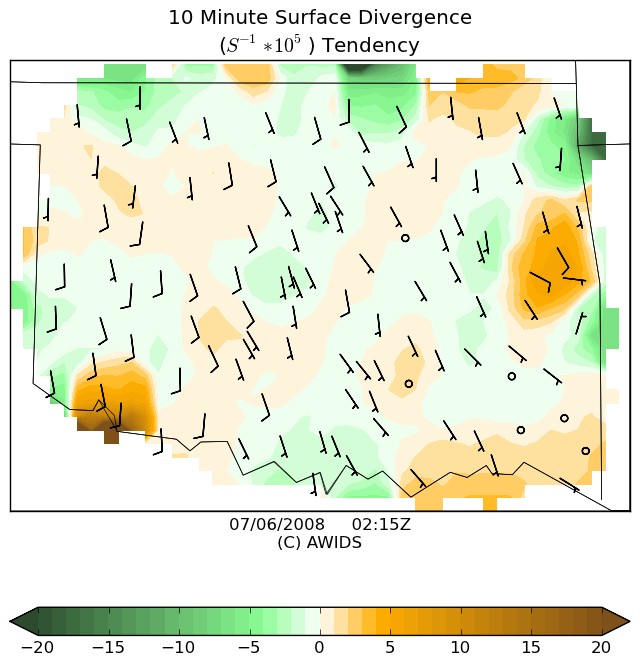 10 Minute Surface Divergence
(S⁻¹ *10⁵ ) Tendency
07/06/2008 02:15Z
(C) AWIDS
−20 −15 −10 −5 0 5 10 15 20